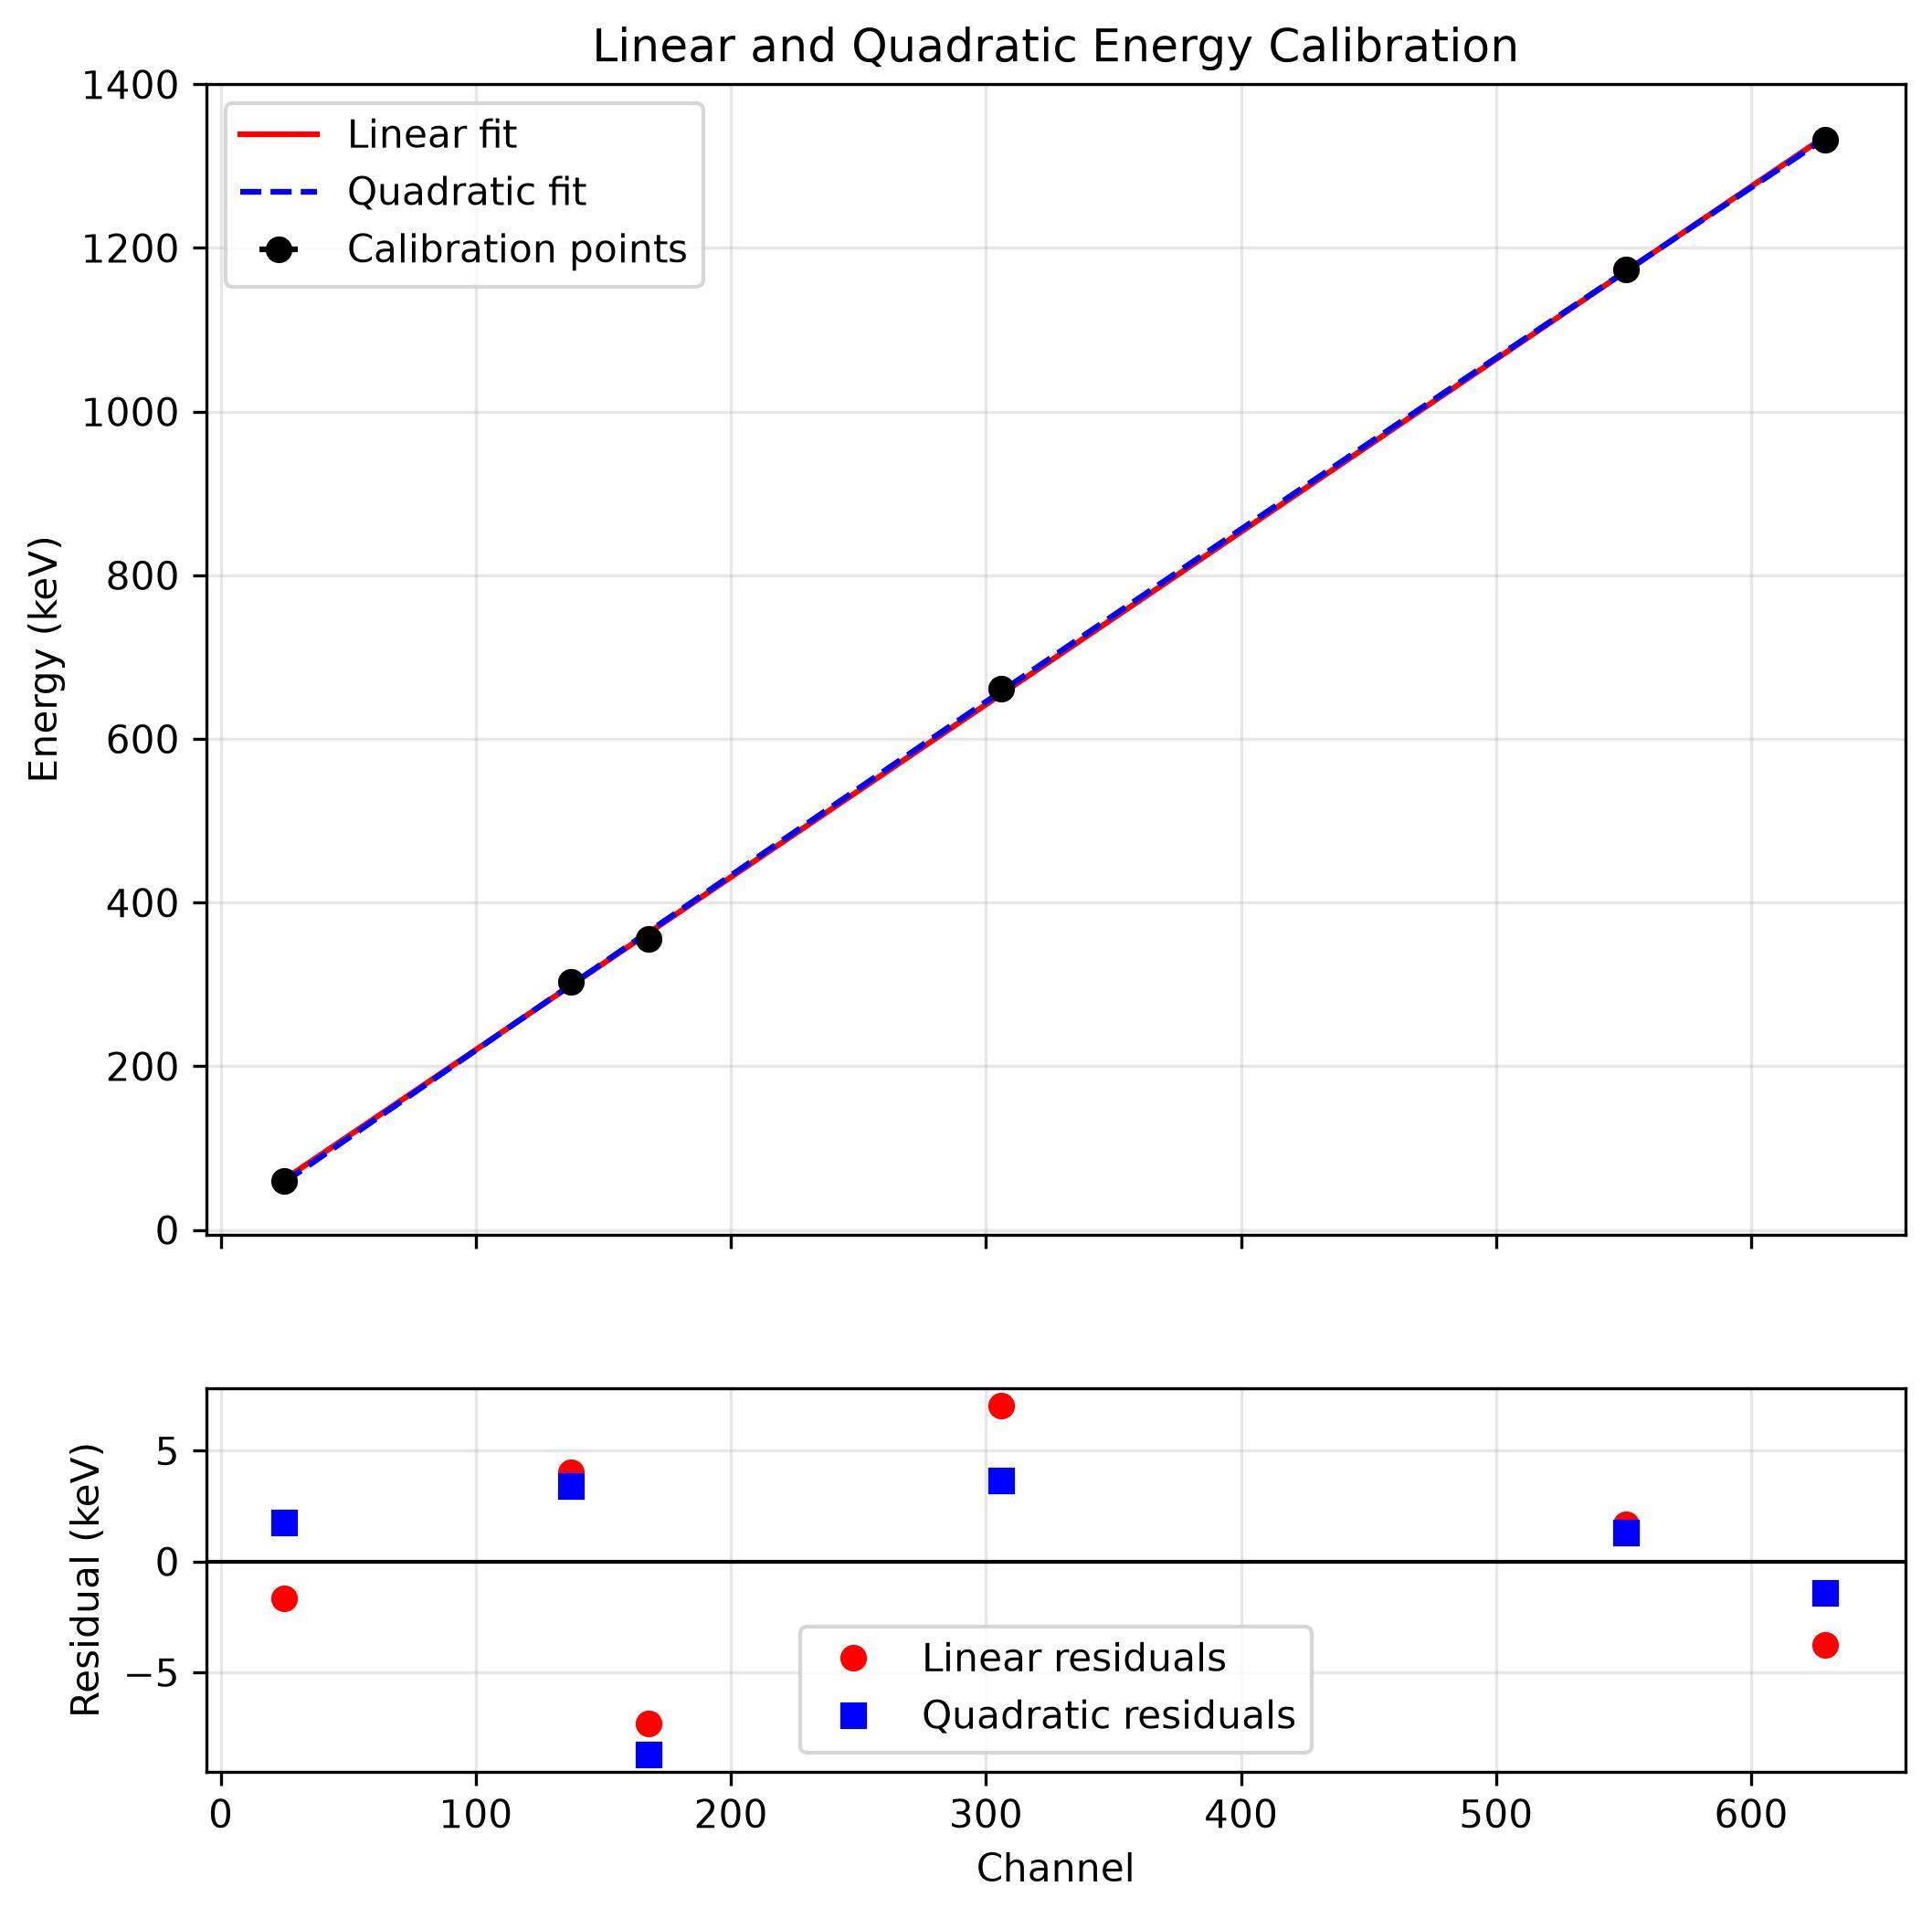 Linear and Quadratic Energy Calibration
1400
1200
1000
800
600
400
200
0
Energy (keV)
Linear fit
Quadratic fit
Calibration points
5
0
−5
Residual (keV)
Linear residuals
Quadratic residuals
0 100 200 300 400 500 600
Channel